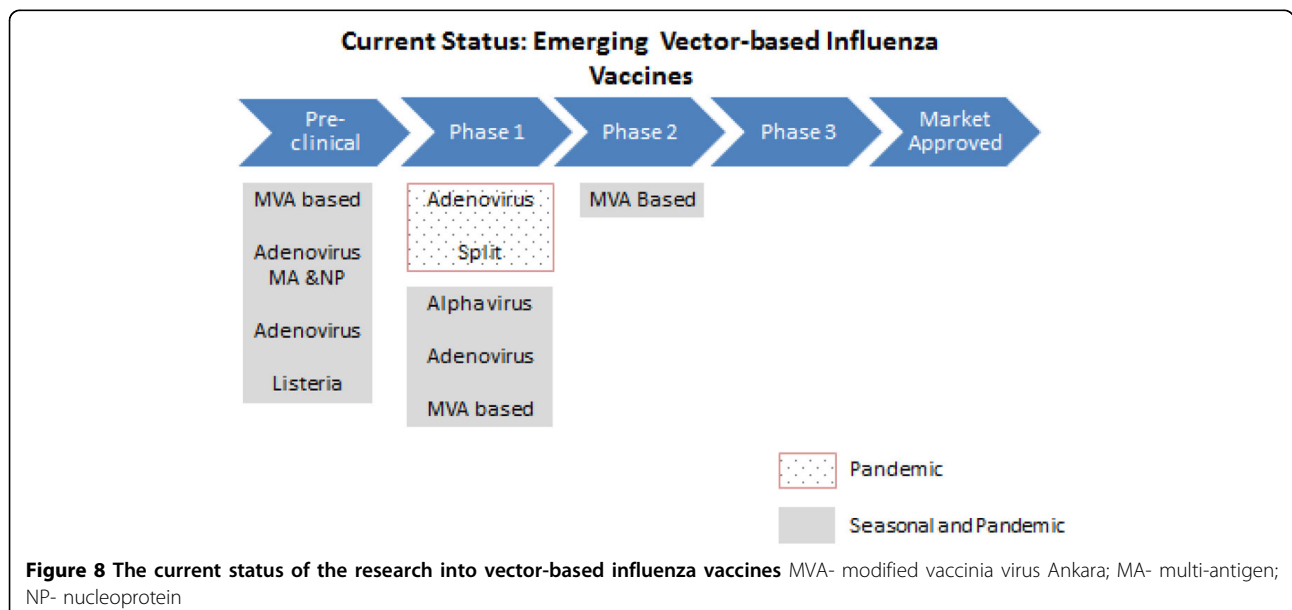 Current Status: Emerging Vector-based Influenza
Vaccines
Pre-
clinical
Phase 1
Phase 2
Phase 3
Market
Approved
MVA based
Adenovirus
MA &NP
Adenovirus
Listeria
Adenovirus
Split
Alphavirus
Adenovirus
MVA based
MVA Based
Pandemic
Seasonal and Pandemic
Figure 8 The current status of the research into vector-based influenza vaccines MVA- modified vaccinia virus Ankara; MA- multi-antigen;
NP- nucleoprotein